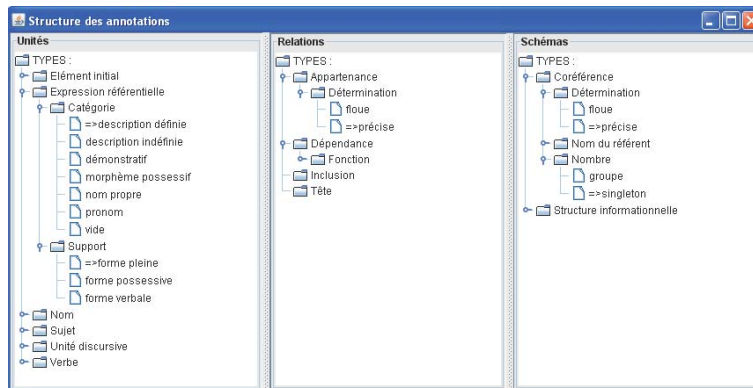 Structure des annotations
Unités
TYPES :
Elément initial
Expression référentielle
Catégorie
=>description définie
description indéfinie
démonstratif
morphème possessif
nom propre
pronom
vide
Support
=>forme pleine
forme possessive
forme verbale
Nom
Sujet
Unité discursive
Verbe
Relations
TYPES :
Appartenance
Détermination
floue
=>précise
Dépendance
Fonction
Inclusion
Tête
Schémas
TYPES :
Coréférence
Détermination
floue
=>précise
Nom du référent
Nombre
groupe
=>singleton
Structure informationnelle